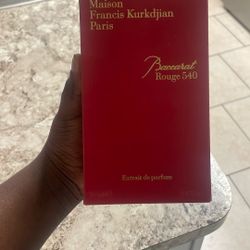 Maison
Francis Kurkdjian
Paris
Baccarat
Rouge 540
Extrait de parfum